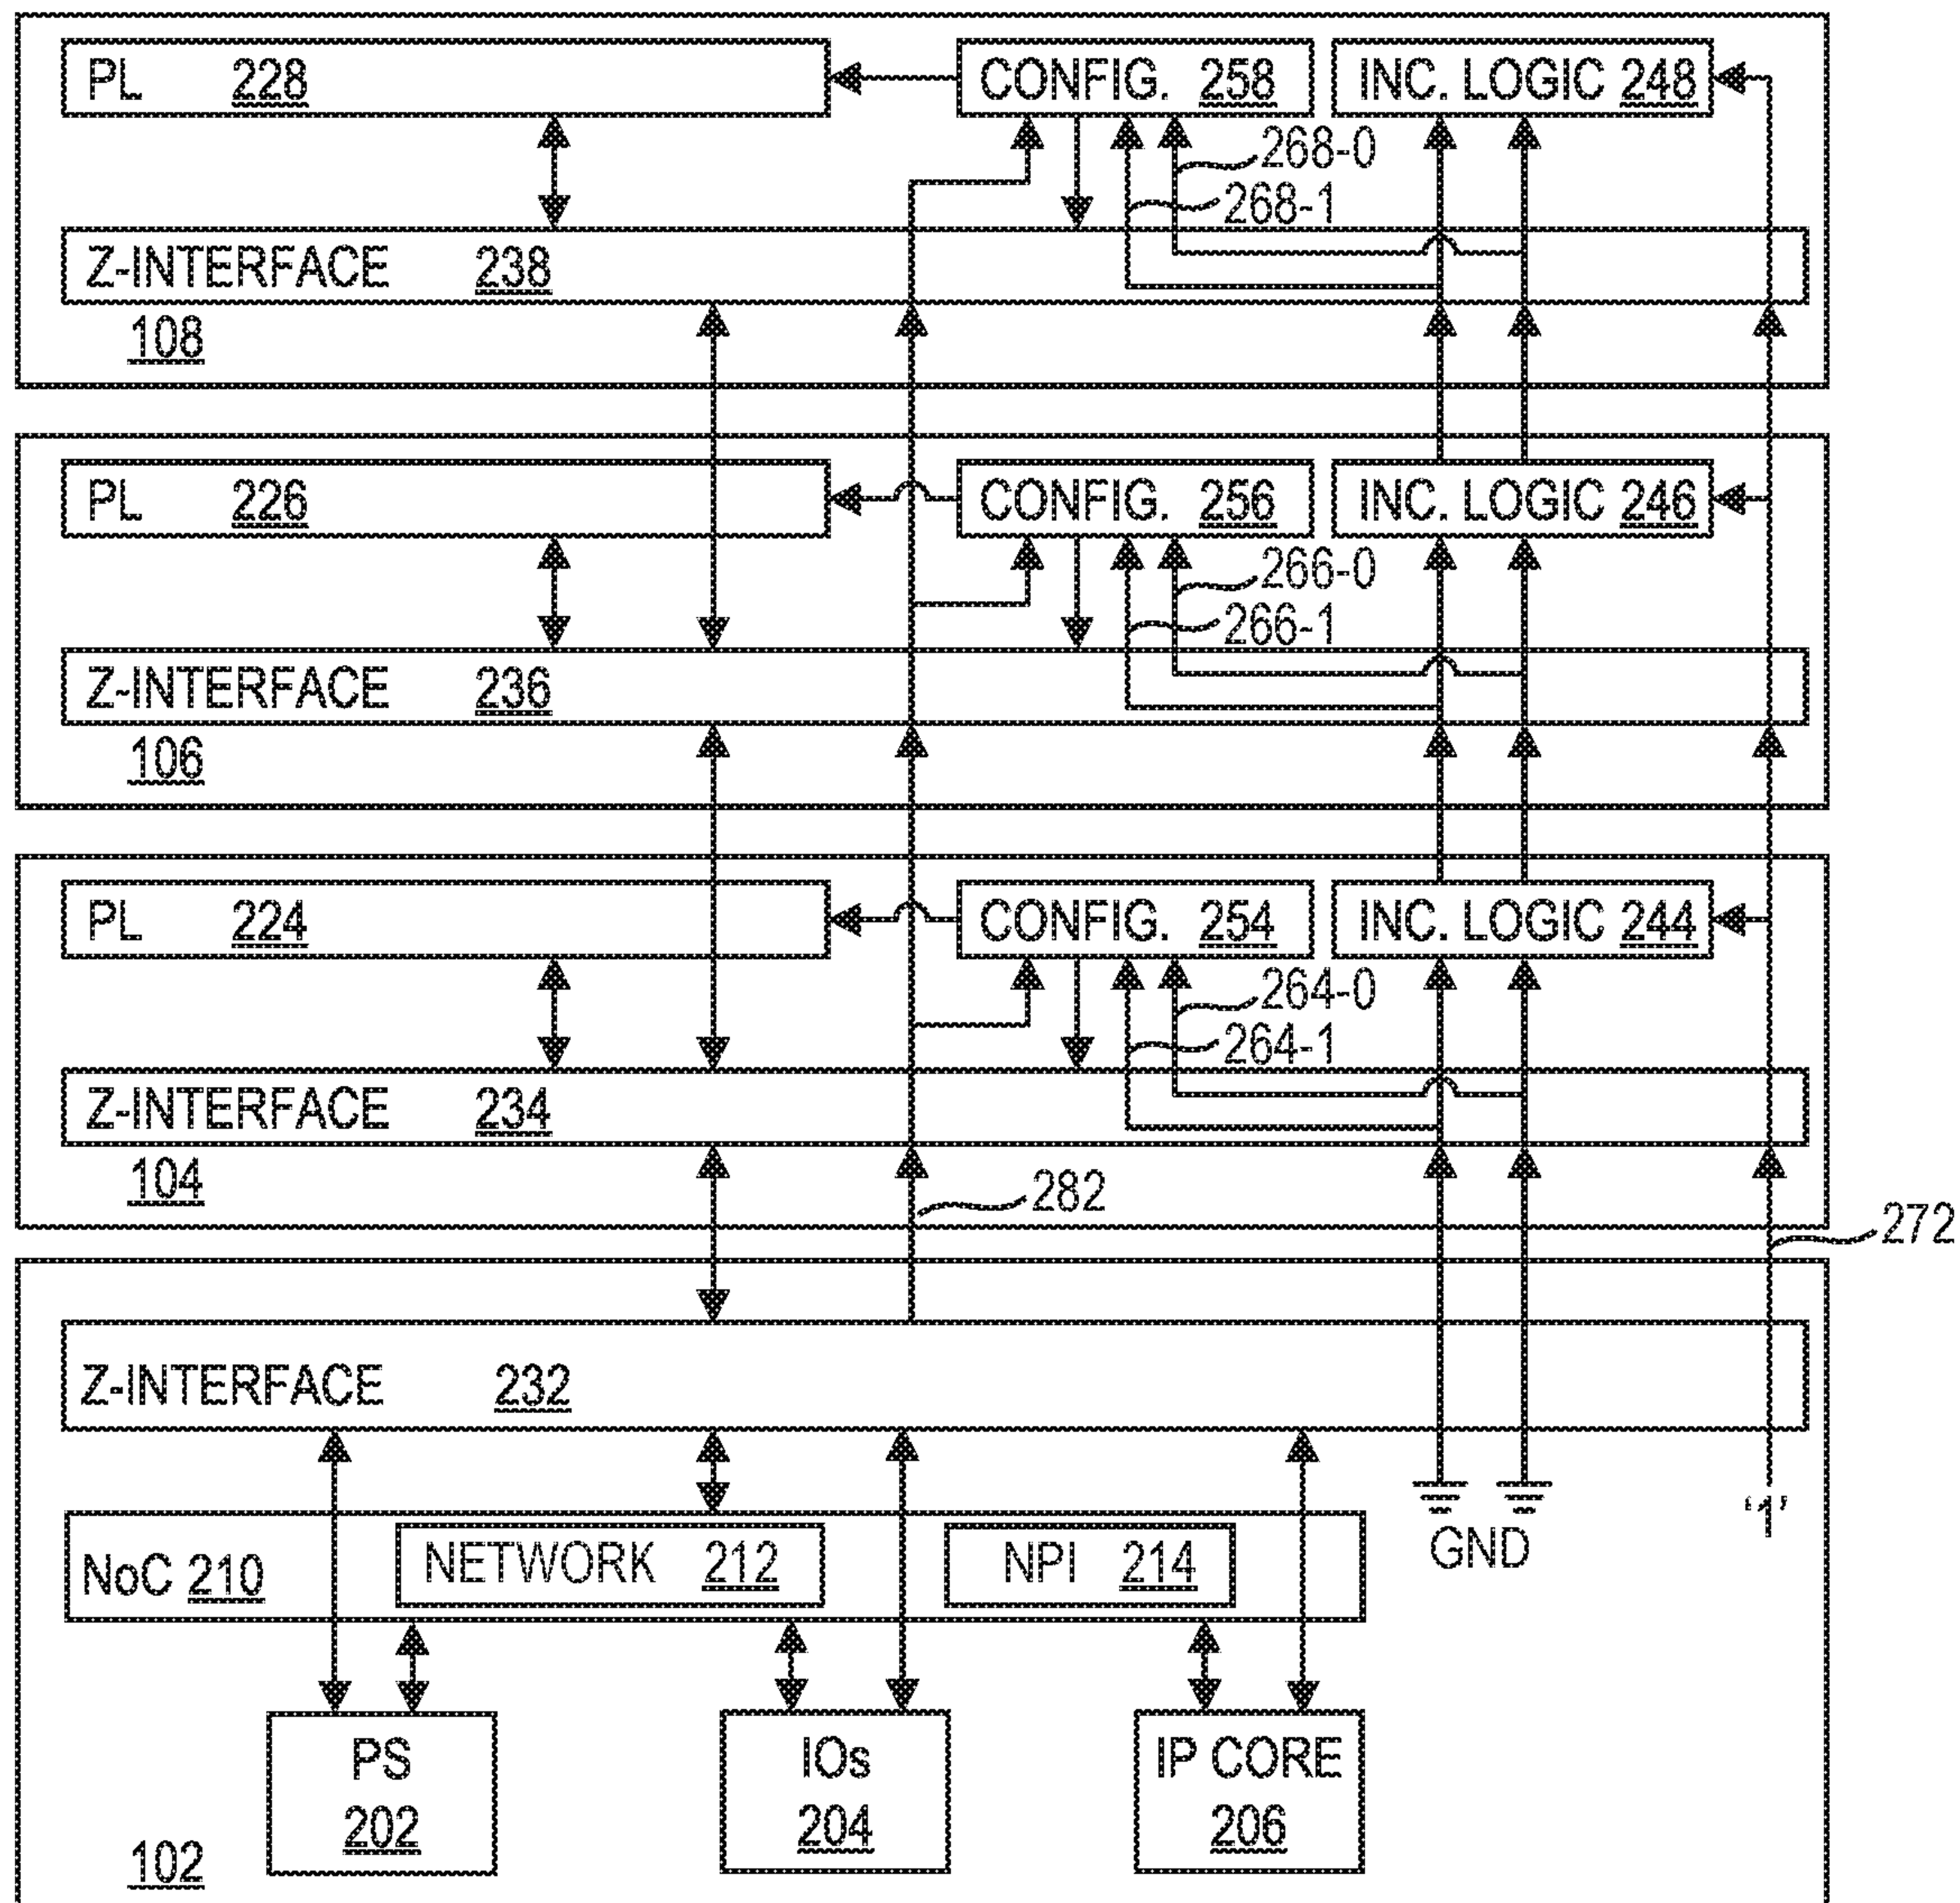 PL 228 CONFIG. 258 INC. LOGIC 248
268-0
268-1
Z-INTERFACE 238
108
PL 226 CONFIG. 256 INC. LOGIC 246
266-0
266-1
Z-INTERFACE 236
106
PL 224 CONFIG. 254 INC. LOGIC 244
264-0
264-1
Z-INTERFACE 234
104
282
272
Z-INTERFACE 232
'1'
GND
NoC 210 NETWORK 212 NPI 214
PS
202
IOs
204
IP CORE
206
102